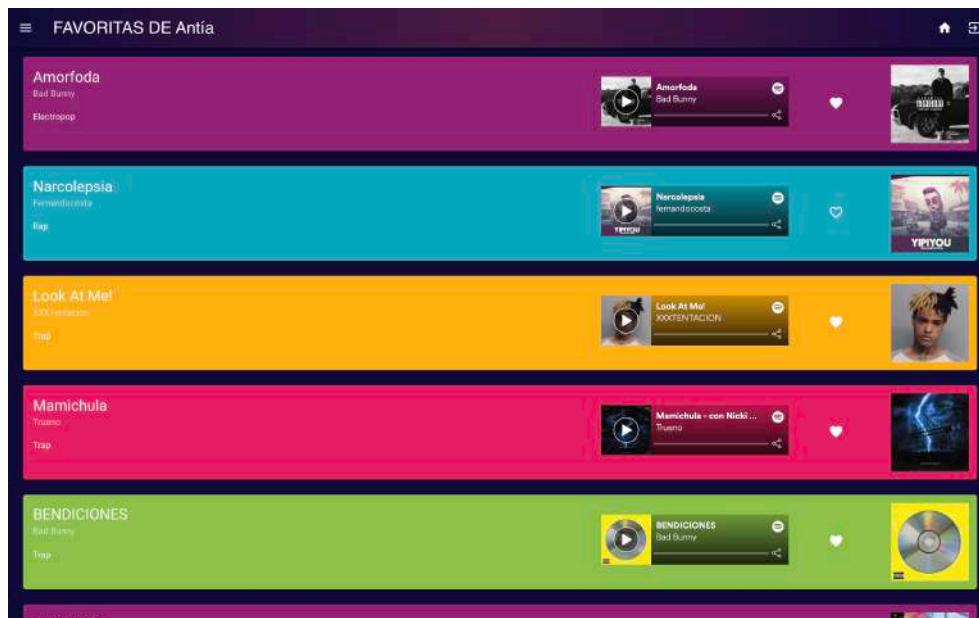 FAVORITAS DE Antía
Amorfoda
Bad Bunny
Electropop
Amorfoda
Bad Bunny
Narcolepsia
Fernandocosta
Rap
Narcolepsia
fernandocosta
YIPIYOU
YIPIYOU
Look At Me!
XXXTentacion
Trap
Look At Me!
XXXTENTACION
Mamichula
Trueno
Trap
Mamichula - con Nicki ...
Trueno
BENDICIONES
Bad Bunny
Trap
BENDICIONES
Bad Bunny